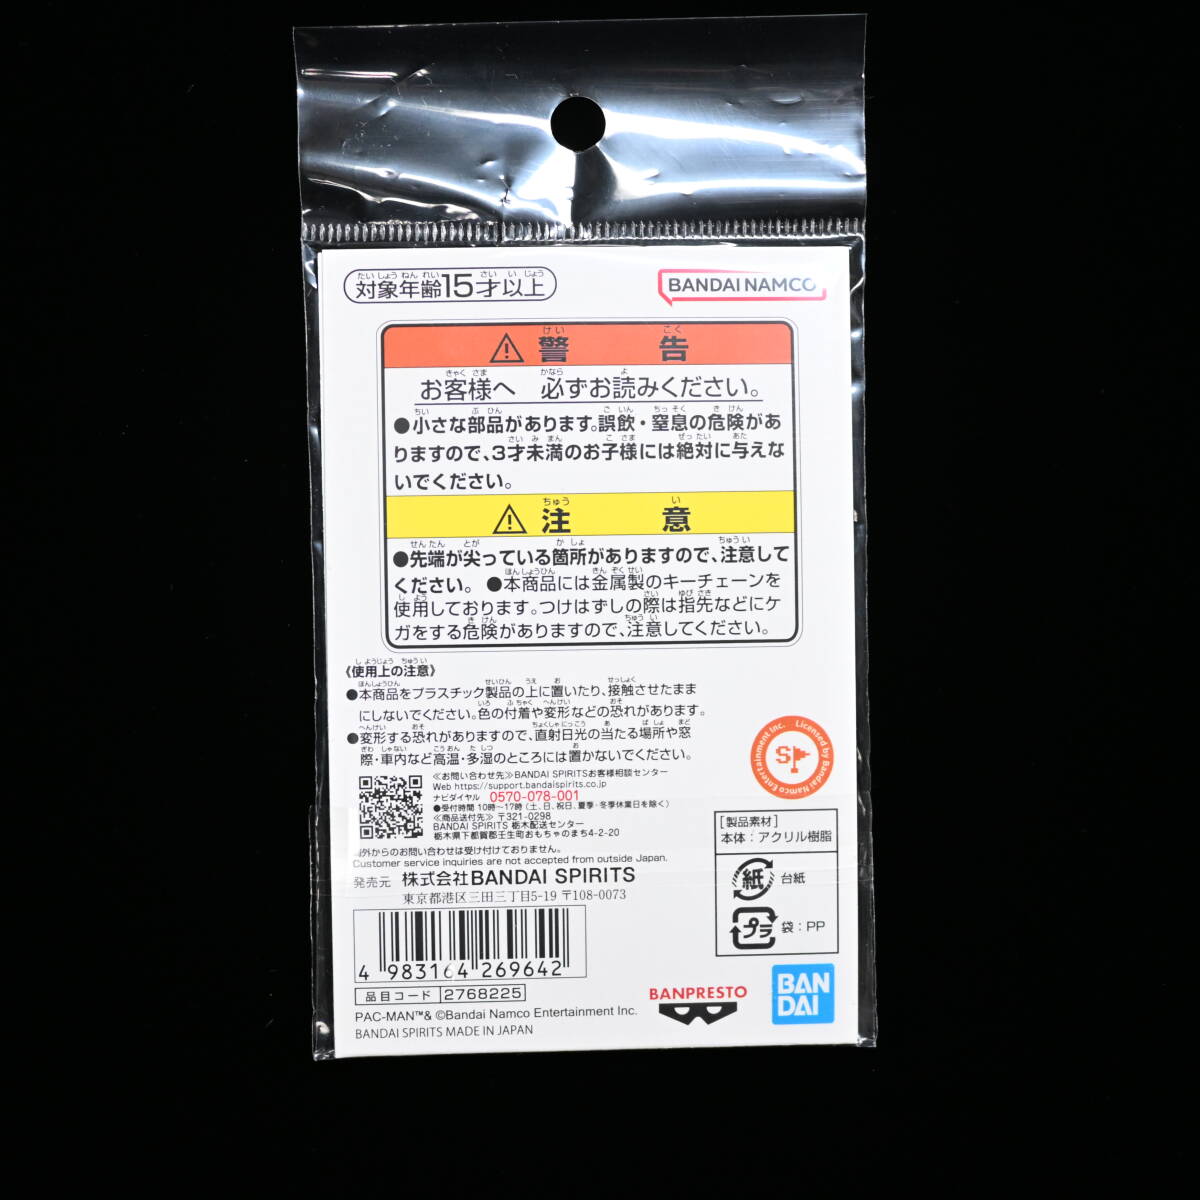 対象年齢15才以上
BANDAI NAMCO
警告
お客様へ 必ずお読みください。
●小さな部品があります。誤飲・窒息の危険があ
りますので、3才未満のお子様には絶対に与えな
いでください。
注意
●先端が尖っている箇所がありますので、注意して
ください。 ●本商品には金属製のキーチェーンを
使用しております。つけはずしの際は指先などにケ
ガをする危険がありますので、注意してください。
《使用上の注意》
●本商品をプラスチック製品の上に置いたり、接触させたまま
にしないでください。色の付着や変形などの恐れがあります。
●変形する恐れがありますので、直射日光の当たる場所や窓
際・車内など高温・多湿のところには置かないでください。
≪お問い合わせ先≫BANDAI SPIRITSお客様相談センター
Web https://support.bandaispirits.co.jp
ナビダイヤル 0570-078-001
●受付時間 10時～17時 (土、日、祝日、夏季・冬季休業日を除く)
≪商品送付先≫ 〒321-0298
BANDAI SPIRITS 栃木配送センター
栃木県下都賀郡壬生町おもちゃのまち4-2-20
海外からのお問い合わせは受け付けておりません。
Customer service inquiries are not accepted from outside Japan.
発売元 株式会社BANDAI SPIRITS
東京都港区三田三丁目5-19 〒108-0073
4 983164 269642
品目コード 2768225
PAC-MAN™& ©Bandai Namco Entertainment Inc.
BANDAI SPIRITS MADE IN JAPAN
Licensed by Bandai Namco Entertainment Inc.
S
[製品素材]
本体：アクリル樹脂
紙 台紙
プラ 袋：PP
BANPRESTO
BAN
DAI